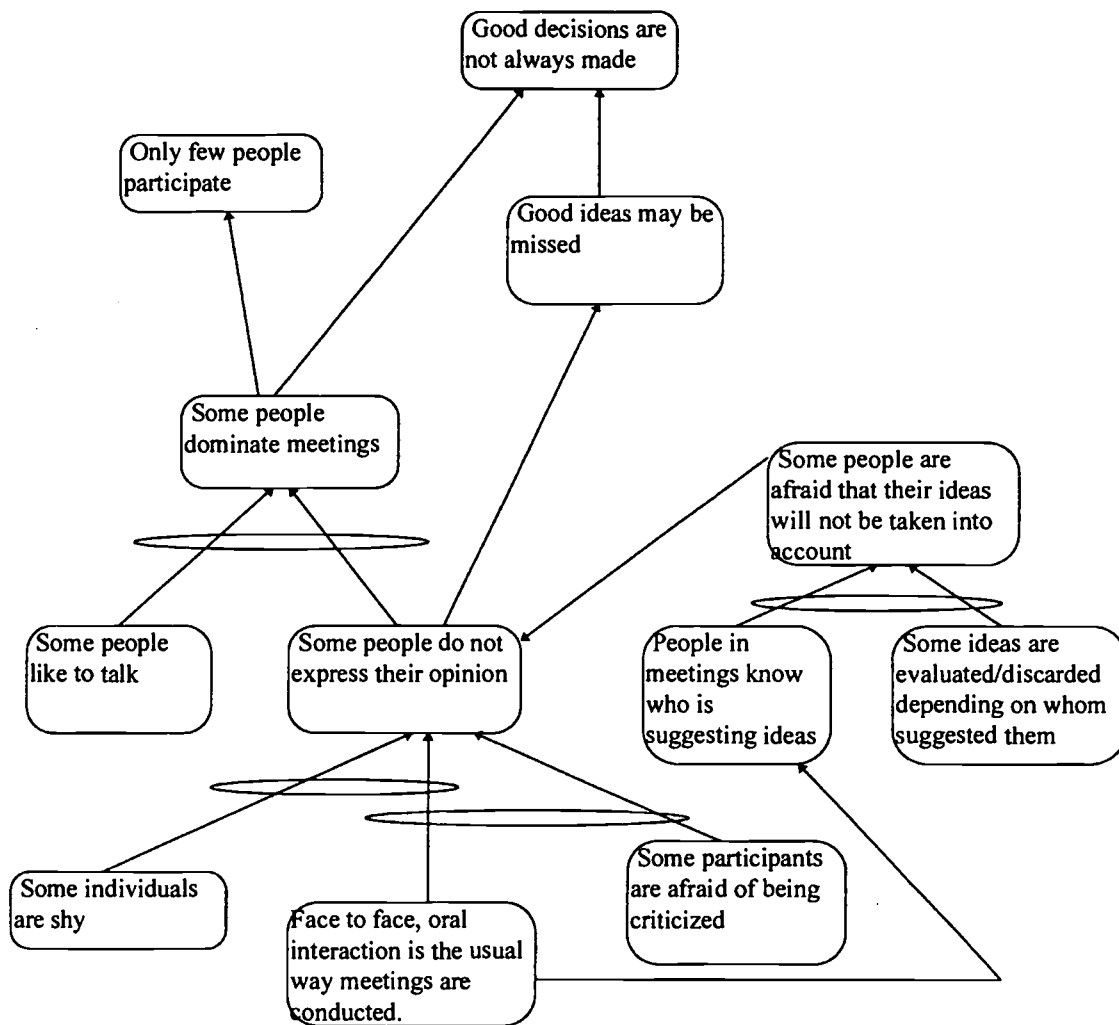 Good decisions are
not always made
Only few people
participate
Good ideas may be
missed
Some people
dominate meetings
Some people are
afraid that their ideas
will not be taken into
account
Some people
like to talk
Some people do not
express their opinion
People in
meetings know
who is
suggesting ideas
Some ideas are
evaluated/discarded
depending on whom
suggested them
Some individuals
are shy
Face to face, oral
interaction is the usual
way meetings are
conducted.
Some participants
are afraid of being
criticized